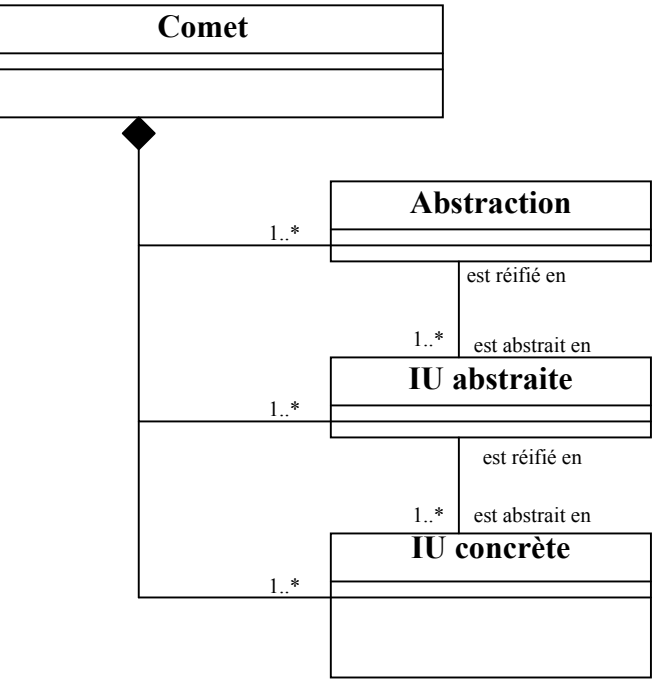 Comet
Abstraction
1..*
est réifié en
1..*
est abstrait en
IU abstraite
1..*
est réifié en
1..*
est abstrait en
IU concrète
1..*